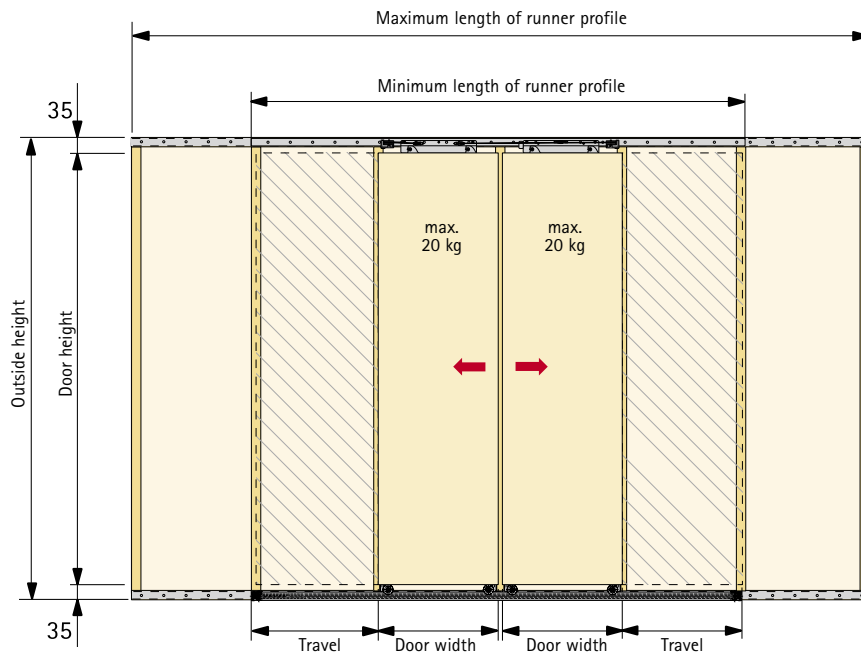 Maximum length of runner profile
Minimum length of runner profile
35
max.
20 kg
max.
20 kg
Outside height
Door height
35
Travel
Door width
Door width
Travel